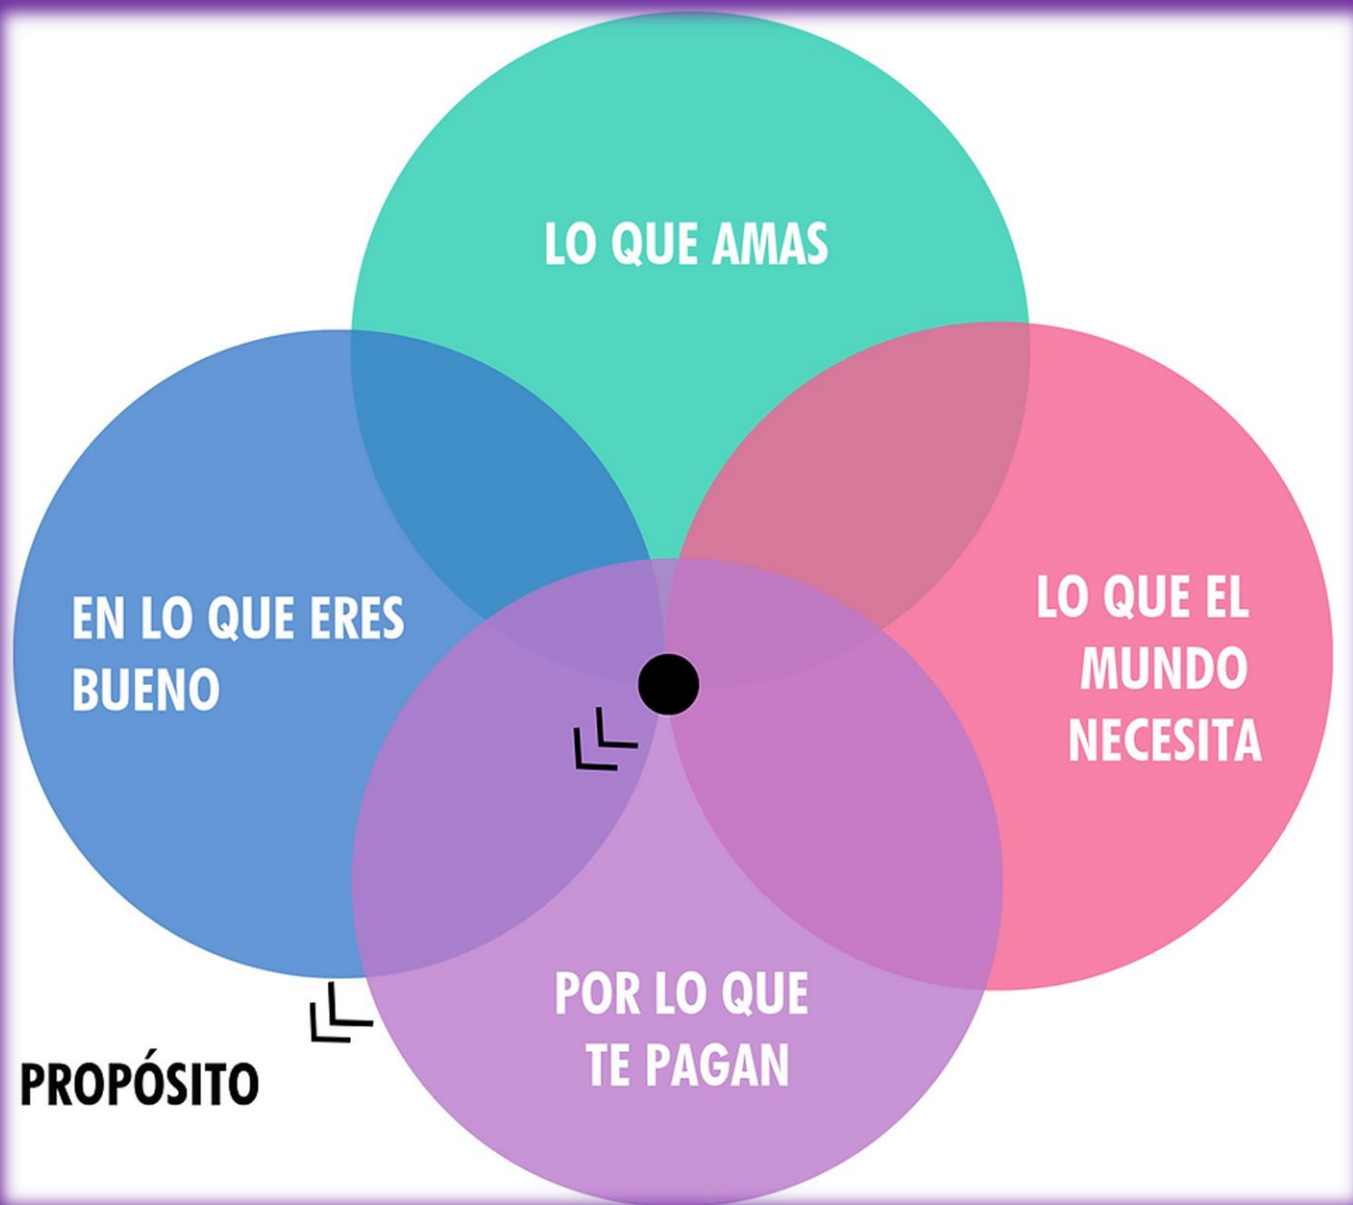 LO QUE AMAS
EN LO QUE ERES
BUENO
LO QUE EL
MUNDO
NECESITA
POR LO QUE
TE PAGAN
PROPÓSITO